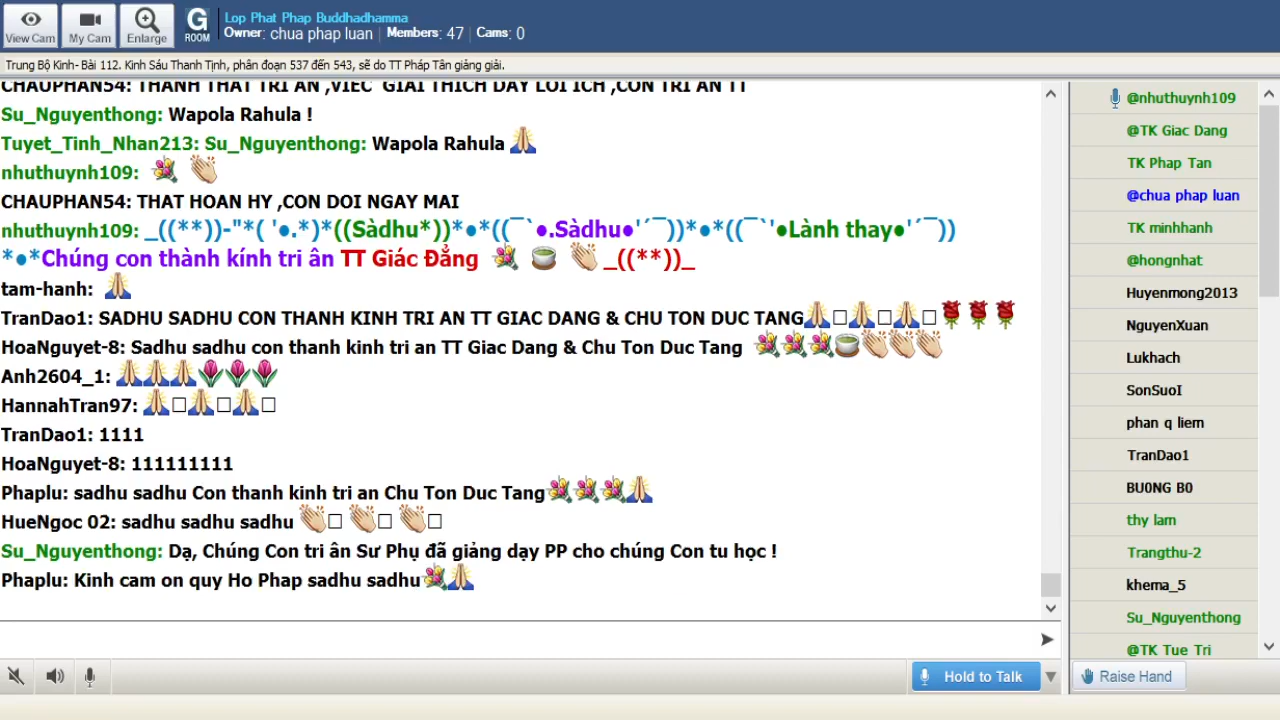 View Cam
My Cam
Enlarge
G
ROOM
Lop Phat Phap Buddhadhamma
Owner: chua phap luan Members: 47 Cams: 0
Trung Bộ Kinh- Bài 112. Kinh Sáu Thanh Tịnh, phân đoạn 537 đến 543, sẽ do TT Pháp Tân giảng giải.
CHAUPHAN54: THANH THAT TRI AN ,VIEC GIAI THICH DAY LOI ICH ,CON TRI AN TT
Su_Nguyenthong: Wapola Rahula !
Tuyet_Tinh_Nhan213: Su_Nguyenthong: Wapola Rahula 🙏
nhuthuynh109: 💐 👏
CHAUPHAN54: THAT HOAN HY ,CON DOI NGAY MAI
nhuthuynh109: _((**))-"*( '●.*)*((Sàdhu*))*●*((¯`●.Sàdhu●'´¯))*●*((¯`'●Lành thay●'´¯))
*●*Chúng con thành kính tri ân TT Giác Đẳng 💐 🍵 👏 _((**))_
tam-hanh: 🙏
TranDao1: SADHU SADHU CON THANH KINH TRI AN TT GIAC DANG & CHU TON DUC TANG🙏□🙏□🙏□🌹🌹🌹
HoaNguyet-8: Sadhu sadhu con thanh kinh tri an TT Giac Dang & Chu Ton Duc Tang 💐💐💐🍵👏👏👏
Anh2604_1: 🙏🙏🙏🌷🌷🌷
HannahTran97: 🙏□🙏□🙏□
TranDao1: 1111
HoaNguyet-8: 111111111
Phaplu: sadhu sadhu Con thanh kinh tri an Chu Ton Duc Tang💐💐💐🙏
HueNgoc 02: sadhu sadhu sadhu 👏□ 👏□ 👏□
Su_Nguyenthong: Dạ, Chúng Con tri ân Sư Phụ đã giảng dạy PP cho chúng Con tu học !
Phaplu: Kinh cam on quy Ho Phap sadhu sadhu💐🙏
Hold to Talk
@nhuthuynh109
@TK Giac Dang
TK Phap Tan
@chua phap luan
TK minhhanh
@hongnhat
Huyenmong2013
NguyenXuan
Lukhach
SonSuoI
phan q liem
TranDao1
BU0NG B0
thy lam
Trangthu-2
khema_5
Su_Nguyenthong
@TK Tue Tri
Raise Hand